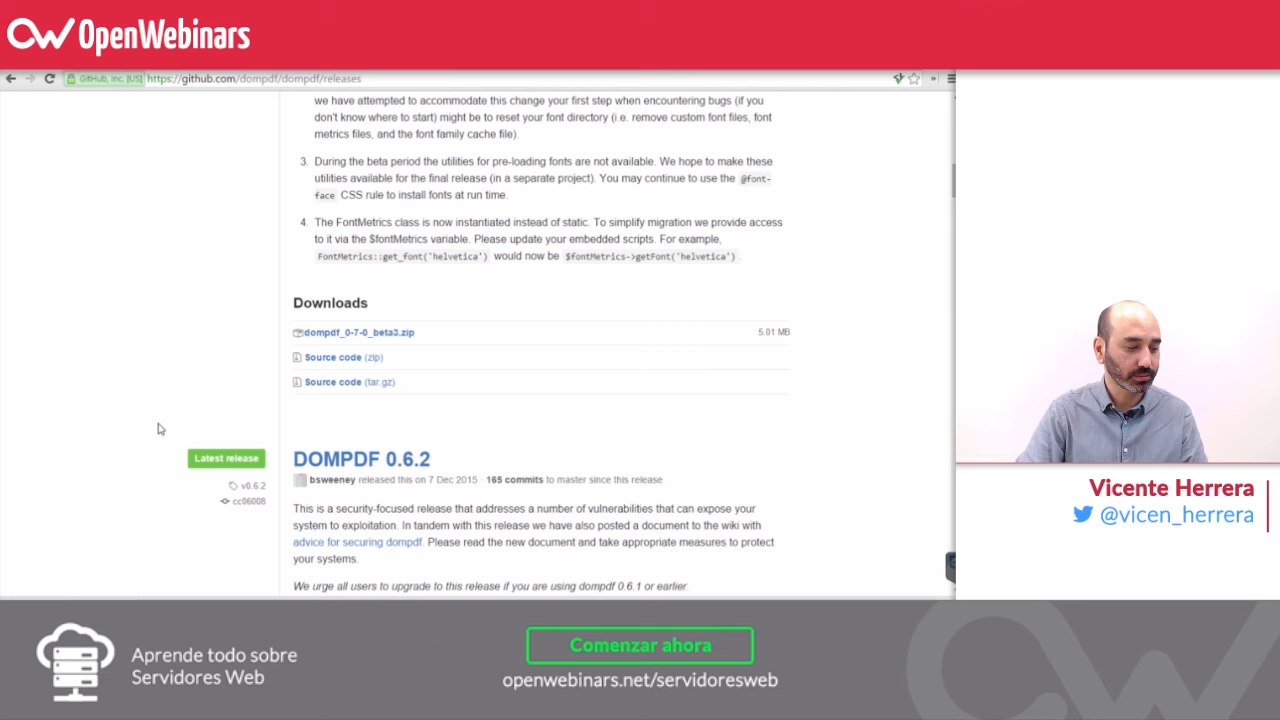 OpenWebinars
GitHub, Inc. [US] https://github.com/dompdf/dompdf/releases
we have attempted to accommodate this change your first step when encountering bugs (if you
don't know where to start) might be to reset your font directory (i.e. remove custom font files, font
metrics files, and the font family cache file).
3. During the beta period the utilities for pre-loading fonts are not available. We hope to make these
utilities available for the final release (in a separate project). You may continue to use the @font-
face CSS rule to install fonts at run time.
4. The FontMetrics class is now instantiated instead of static. To simplify migration we provide access
to it via the $fontMetrics variable. Please update your embedded scripts. For example,
FontMetrics::get_font('helvetica') would now be $fontMetrics->getFont('helvetica') .
Downloads
dompdf_0-7-0_beta3.zip 5.01 MB
Source code (zip)
Source code (tar.gz)
Latest release
v0.6.2
cc06008
DOMPDF 0.6.2
bsweeney released this on 7 Dec 2015 · 165 commits to master since this release
This is a security-focused release that addresses a number of vulnerabilities that can expose your
system to exploitation. In tandem with this release we have also posted a document to the wiki with
advice for securing dompdf. Please read the new document and take appropriate measures to protect
your systems.
We urge all users to upgrade to this release if you are using dompdf 0.6.1 or earlier.
Vicente Herrera
@vicen_herrera
Aprende todo sobre
Servidores Web
Comenzar ahora
openwebinars.net/servidoresweb